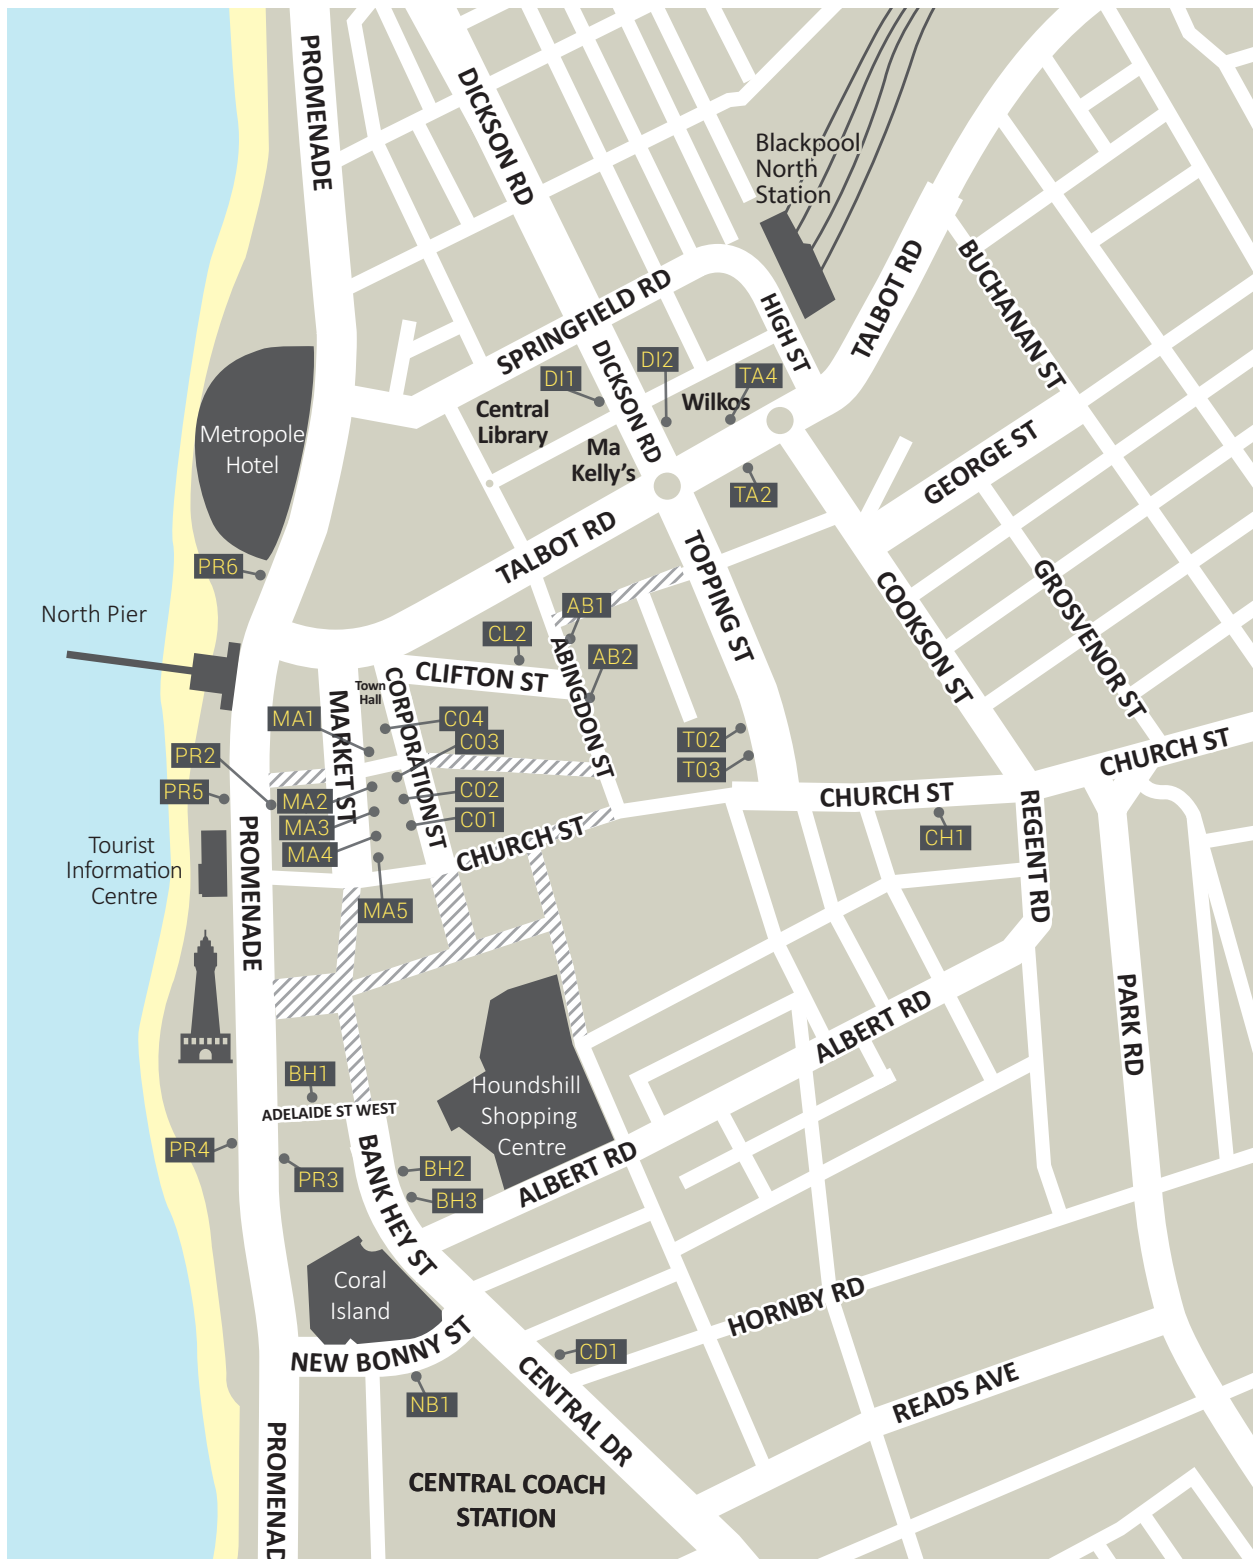 PROMENADE
DICKSON RD
Blackpool
North
Station
SPRINGFIELD RD
HIGH ST
TALBOT RD
BUCHANAN ST
DICKSON RD
DI1
DI2
TA4
Wilkos
Central
Library
Ma
Kelly's
Metropole
Hotel
GEORGE ST
TA2
TALBOT RD
TOPPING ST
PR6
COOKSON ST
GROSVENOR ST
North Pier
AB1
CL2
AB2
ABINGDON ST
CLIFTON ST
Town
Hall
CORPORATION ST
MARKET ST
MA1
C04
C03
T02
T03
PR2
PR5
MA2
C02
MA3
C01
MA4
CHURCH ST
CHURCH ST
CHURCH ST
CH1
REGENT RD
Tourist
Information
Centre
PROMENADE
MA5
PARK RD
ALBERT RD
BH1
ADELAIDE ST WEST
Houndshill
Shopping
Centre
PR4
PR3
BANK HEY ST
BH2
BH3
ALBERT RD
Coral
Island
HORNBY RD
NEW BONNY ST
CD1
CENTRAL DR
NB1
READS AVE
PROMENAD
CENTRAL COACH
STATION